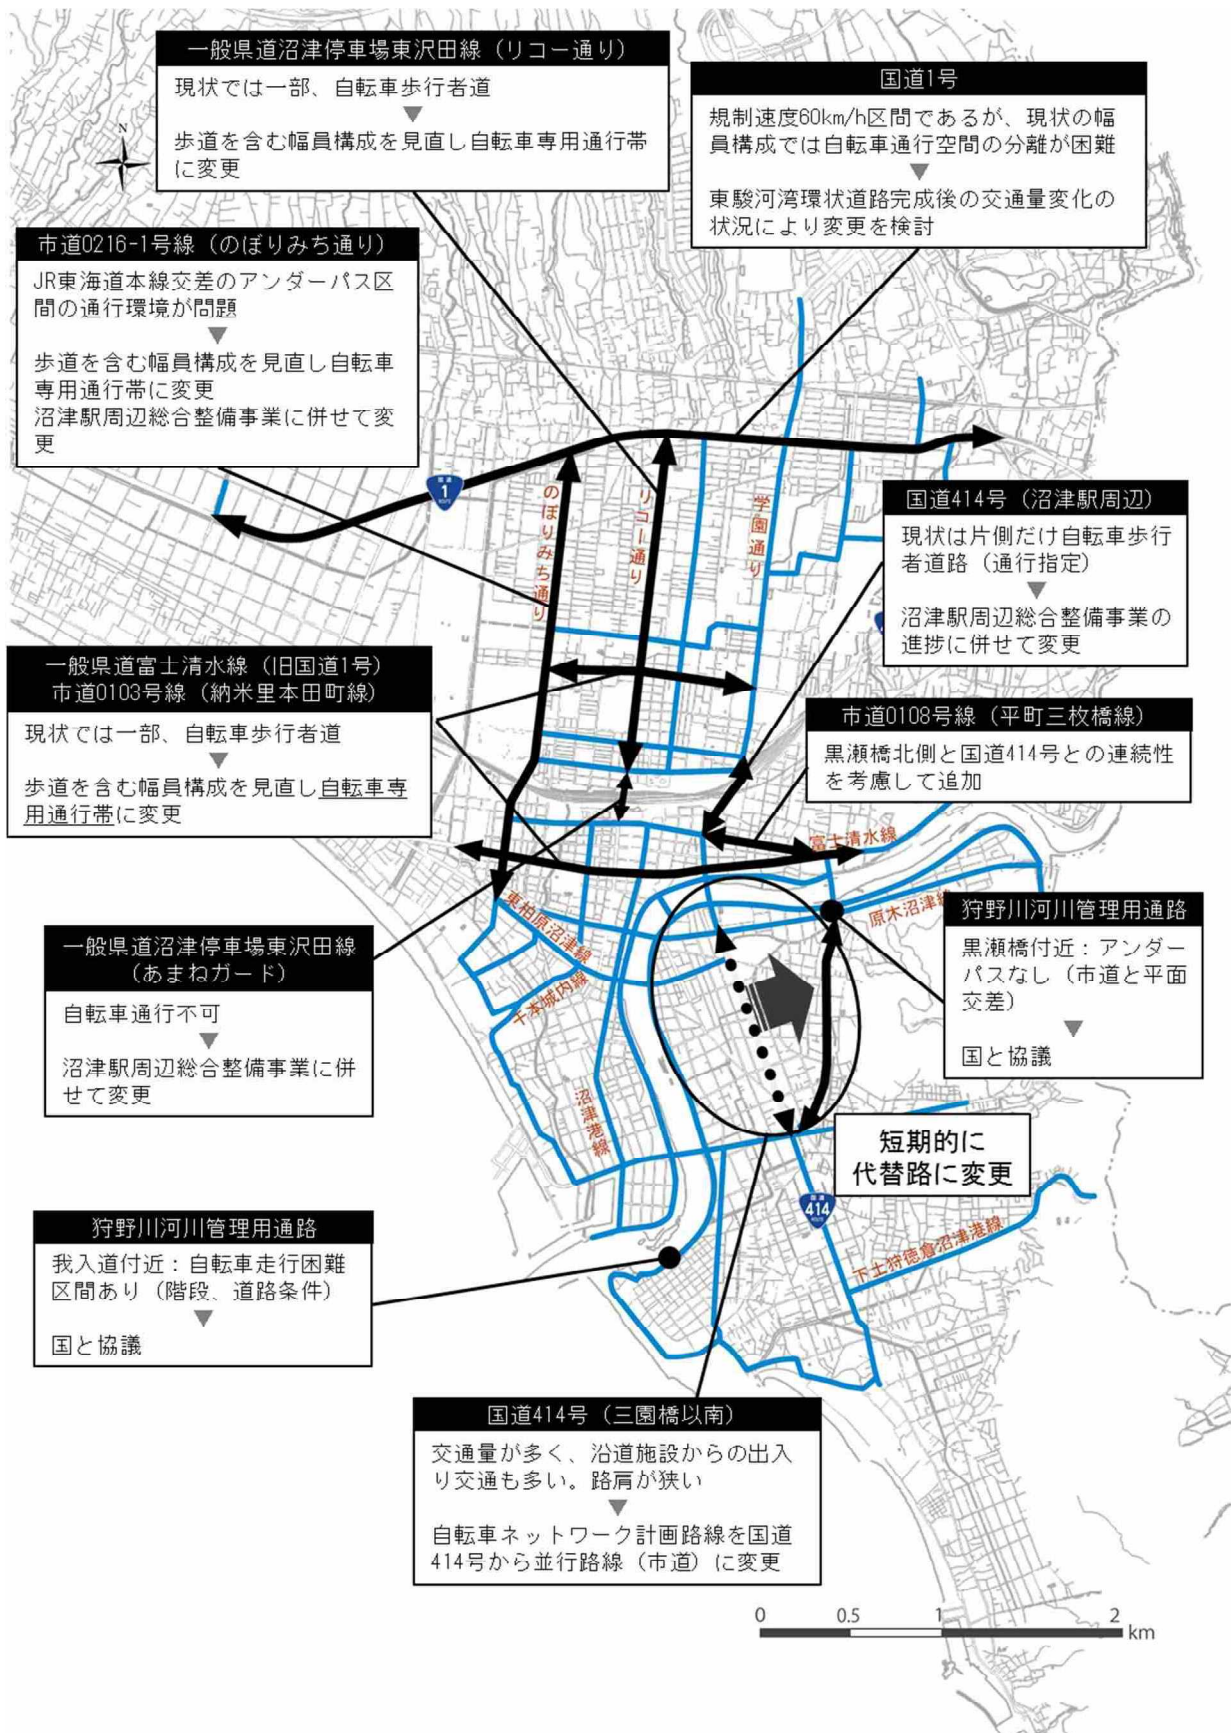 一般県道沼津停車場東沢田線（リコー通り）
現状では一部、自転車歩行者道
▼
歩道を含む幅員構成を見直し自転車専用通行帯
に変更
国道1号
規制速度60km/h区間であるが、現状の幅
員構成では自転車通行空間の分離が困難
▼
東駿河湾環状道路完成後の交通量変化の
状況により変更を検討
N
市道0216-1号線（のぼりみち通り）
JR東海道本線交差のアンダーパス区
間の通行環境が問題
▼
歩道を含む幅員構成を見直し自転車
専用通行帯に変更
沼津駅周辺総合整備事業に併せて変
更
国道
1
ROUTE
のぼりみち通り
リコー通り
学園通り
国道414号（沼津駅周辺）
現状は片側だけ自転車歩行
者道路（通行指定）
▼
沼津駅周辺総合整備事業の
進捗に併せて変更
一般県道富士清水線（旧国道1号）
市道0103号線（納米里本田町線）
現状では一部、自転車歩行者道
▼
歩道を含む幅員構成を見直し自転車専
用通行帯に変更
市道0108号線（平町三枚橋線）
黒瀬橋北側と国道414号との連続性
を考慮して追加
富士清水線
原木沼津線
東柏原沼津線
千本城内線
沼津港線
一般県道沼津停車場東沢田線
（あまねガード）
自転車通行不可
▼
沼津駅周辺総合整備事業に併
せて変更
狩野川河川管理用通路
黒瀬橋付近：アンダー
パスなし（市道と平面
交差）
▼
国と協議
短期的に
代替路に変更
国道
414
ROUTE
下土狩徳倉沼津港線
狩野川河川管理用通路
我入道付近：自転車走行困難
区間あり（階段、道路条件）
▼
国と協議
国道414号（三園橋以南）
交通量が多く、沿道施設からの出入
り交通も多い。路肩が狭い
▼
自転車ネットワーク計画路線を国道
414号から並行路線（市道）に変更
0 0.5 1 2
km